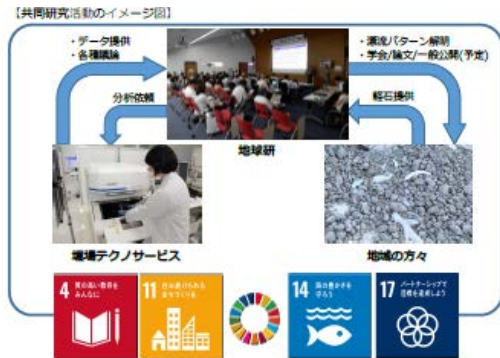 【共同研究活動のイメージ図】
・データ提供
・各種議論
・漂流パターン解明
・学会/論文/一般公開(予定)
分析依頼
軽石提供
地球研
堀場テクノサービス
地域の方々
4 質の高い教育を
みんなに
11 住み続けられる
まちづくりを
14 海の豊かさを
守ろう
17 パートナーシップで
目標を達成しよう